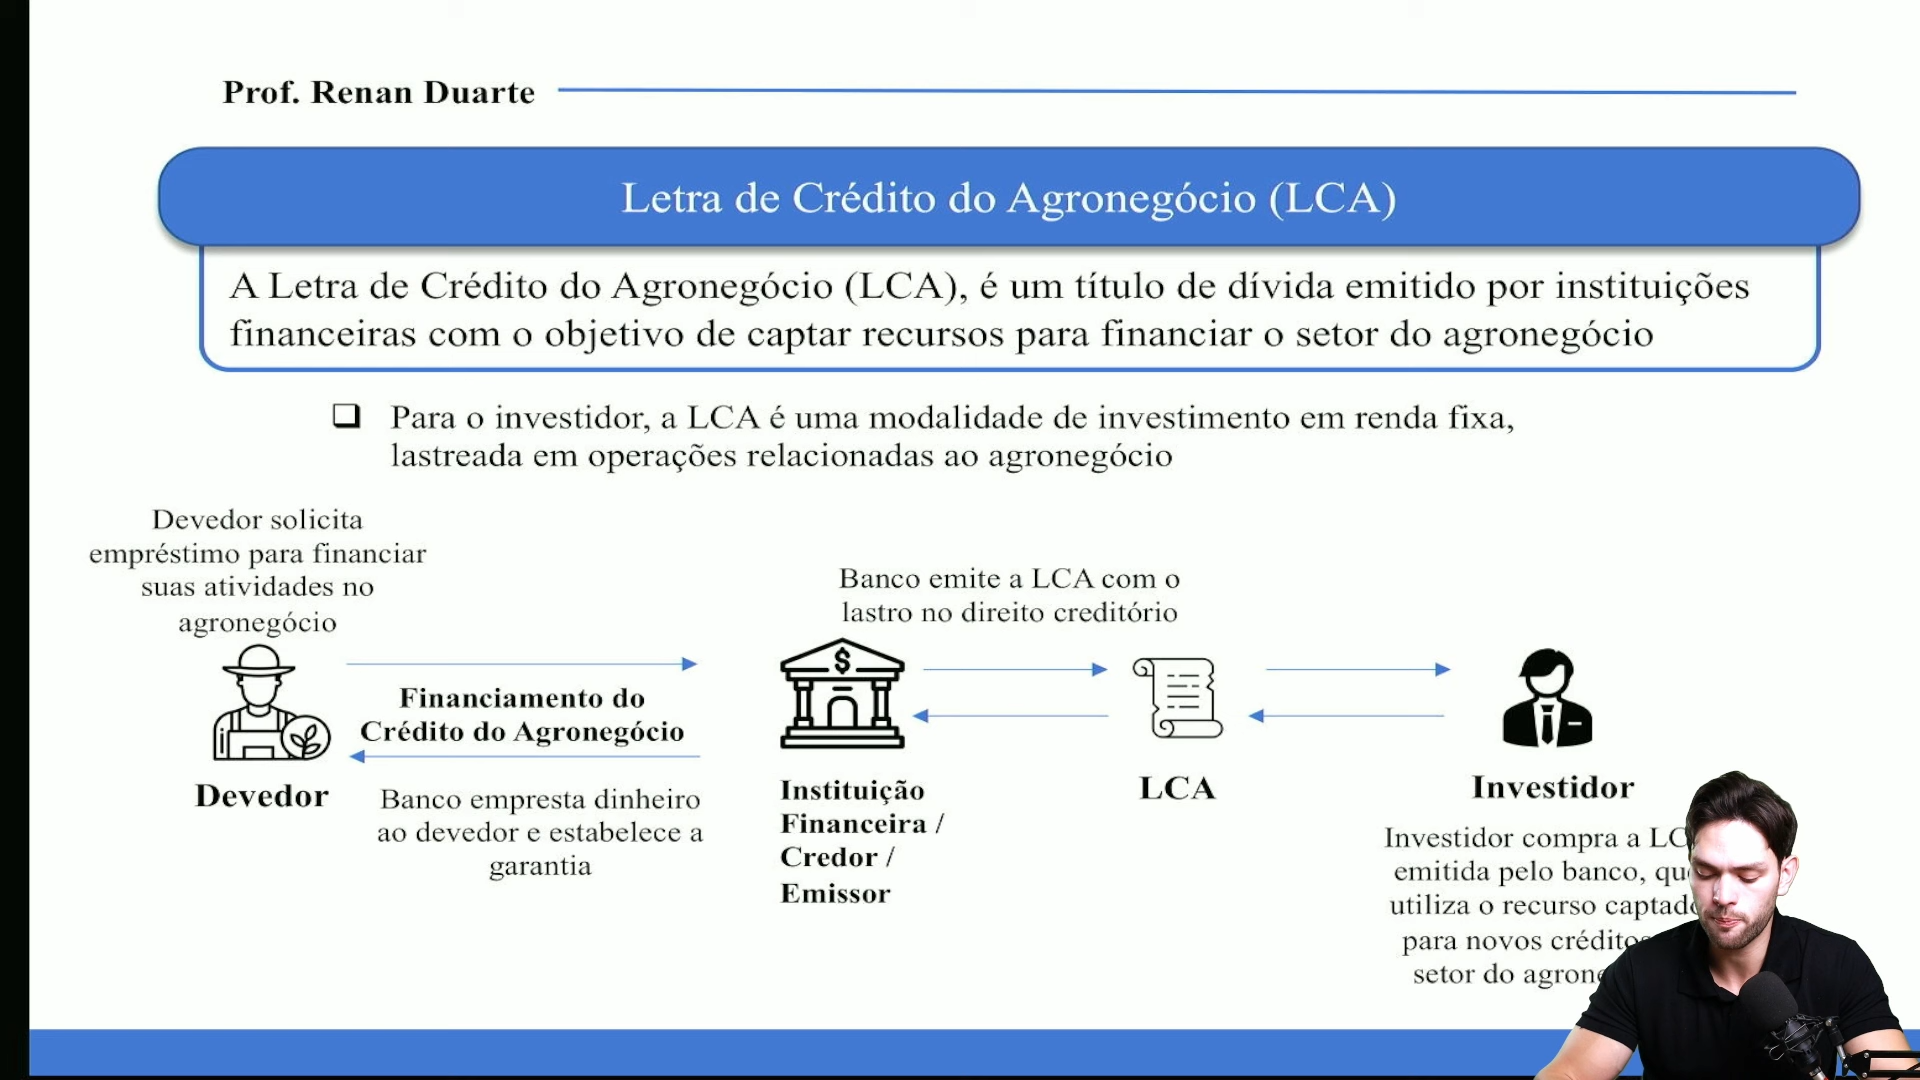 Prof. Renan Duarte
Letra de Crédito do Agronegócio (LCA)
A Letra de Crédito do Agronegócio (LCA), é um título de dívida emitido por instituições
financeiras com o objetivo de captar recursos para financiar o setor do agronegócio
Para o investidor, a LCA é uma modalidade de investimento em renda fixa,
lastreada em operações relacionadas ao agronegócio
Devedor solicita
empréstimo para financiar
suas atividades no
agronegócio
Financiamento do
Crédito do Agronegócio
Devedor
Banco empresta dinheiro
ao devedor e estabelece a
garantia
Banco emite a LCA com o
lastro no direito creditório
$
Instituição
Financeira /
Credor /
Emissor
LCA
Investidor
Investidor compra a
emitida pelo banco,
utiliza o recurso
para novos
setor do